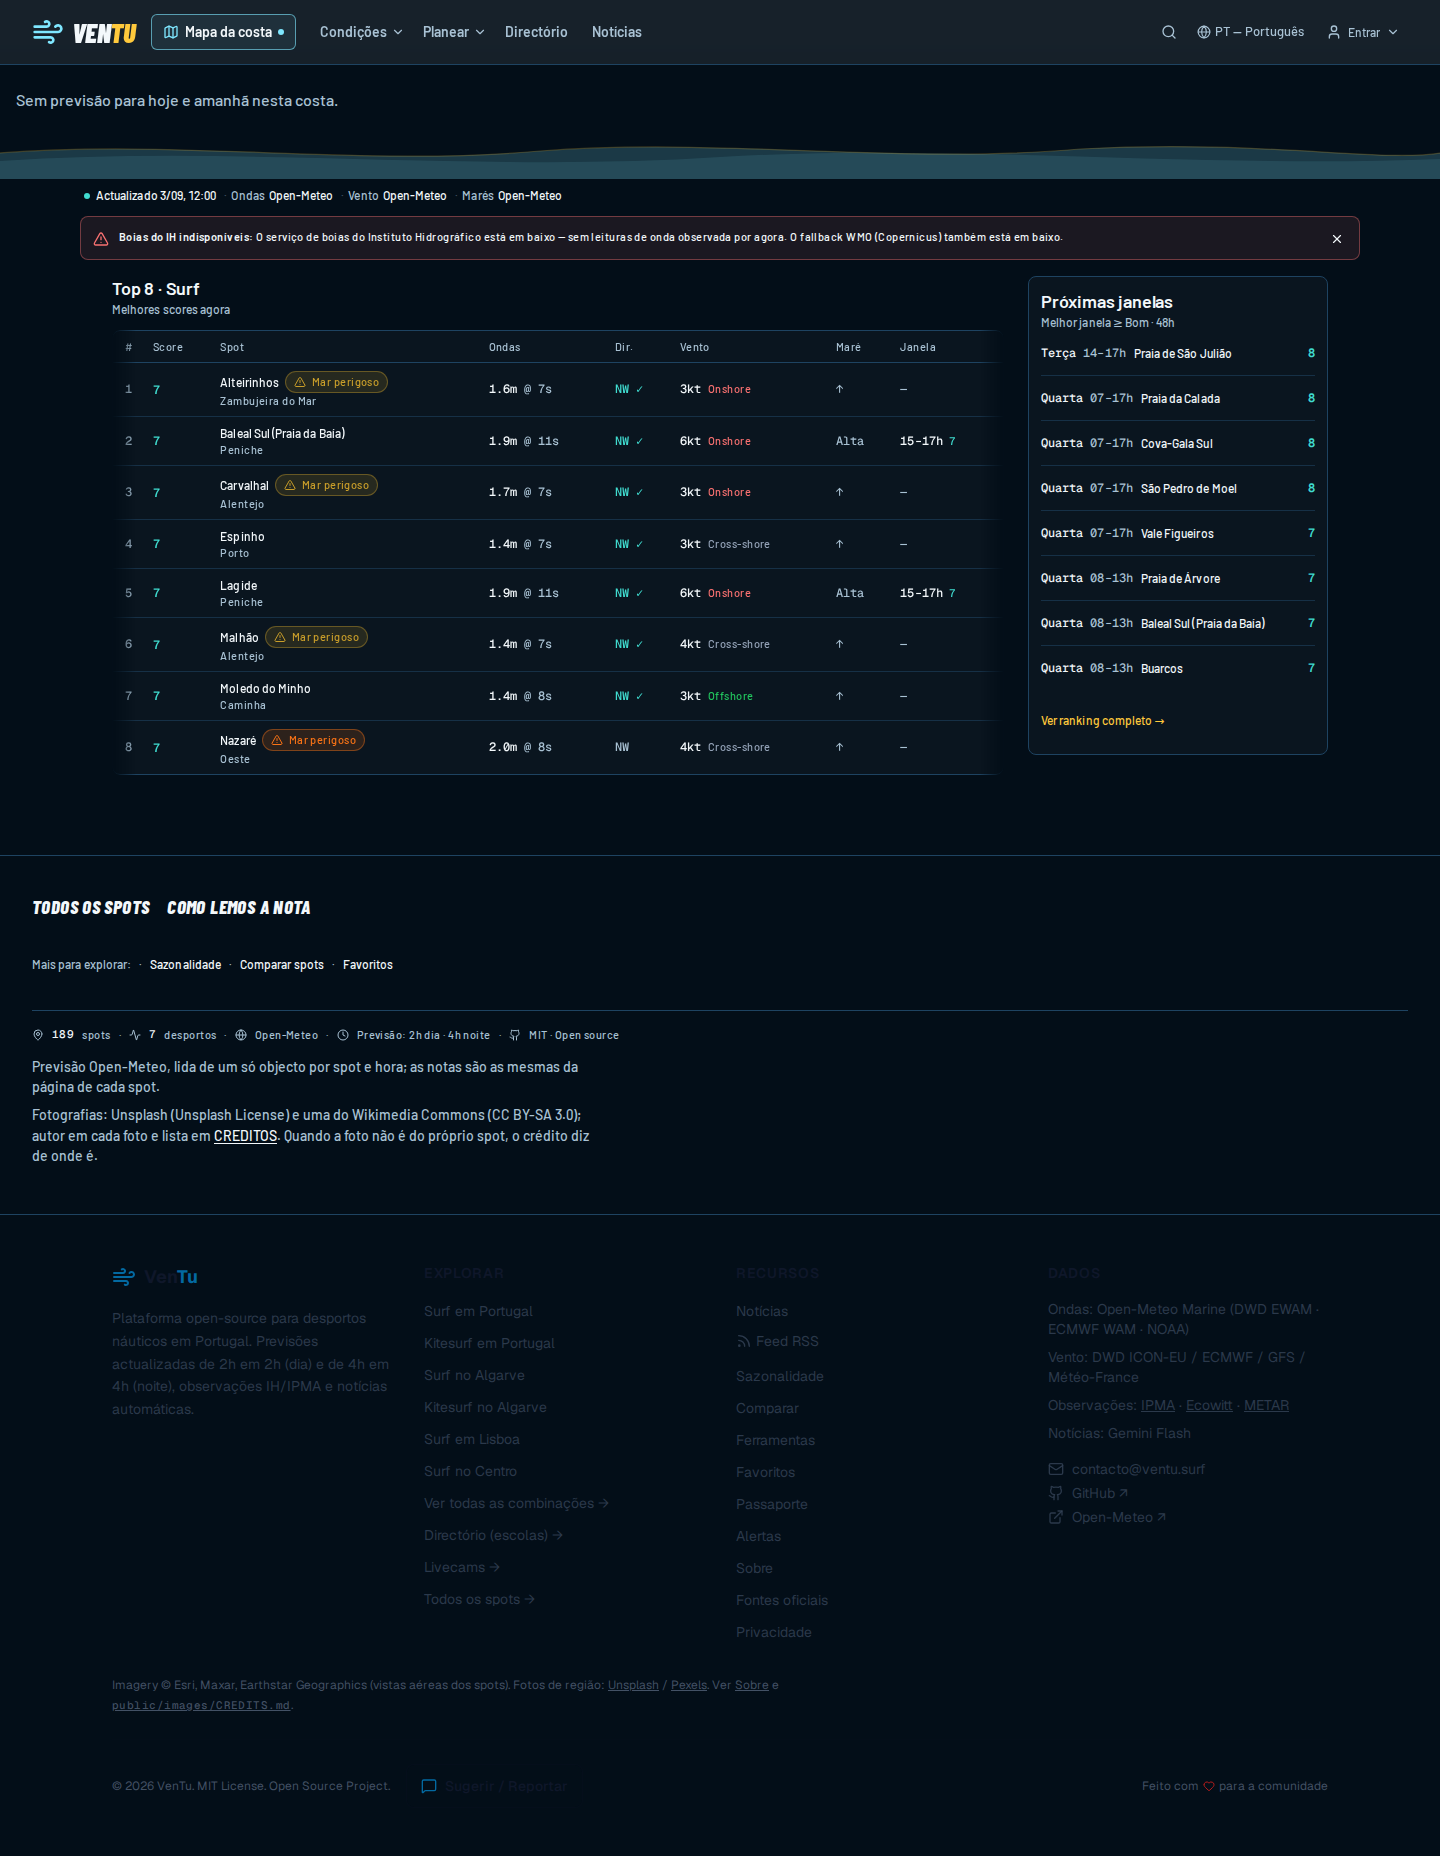 VENTU
Mapa da costa
Condições
Planear
Directório
Notícias
PT — Português
Entrar
Sem previsão para hoje e amanhã nesta costa.
Actualizado 3/09, 12:00 · Ondas Open-Meteo · Vento Open-Meteo · Marés Open-Meteo
Boias do IH indisponíveis: O serviço de boias do Instituto Hidrográfico está em baixo — sem leituras de onda observada por agora. O fallback WMO (Copernicus) também está em baixo.
Top 8 · Surf
Melhores scores agora
# Score Spot Ondas Dir. Vento Maré Janela
1 7 Alteirinhos Mar perigoso 1.6m @ 7s NW ✓ 3kt Onshore ↑ —
Zambujeira do Mar
2 7 Baleal Sul (Praia da Baía) 1.9m @ 11s NW ✓ 6kt Onshore Alta 15–17h 7
Peniche
3 7 Carvalhal Mar perigoso 1.7m @ 7s NW ✓ 3kt Onshore ↑ —
Alentejo
4 7 Espinho 1.4m @ 7s NW ✓ 3kt Cross-shore ↑ —
Porto
5 7 Lagide 1.9m @ 11s NW ✓ 6kt Onshore Alta 15–17h 7
Peniche
6 7 Malhão Mar perigoso 1.4m @ 7s NW ✓ 4kt Cross-shore ↑ —
Alentejo
7 7 Moledo do Minho 1.4m @ 8s NW ✓ 3kt Offshore ↑ —
Caminha
8 7 Nazaré Mar perigoso 2.0m @ 8s NW 4kt Cross-shore ↑ —
Oeste
Próximas janelas
Melhor janela ≥ Bom · 48h
Terça 14–17h Praia de São Julião 8
Quarta 07–17h Praia da Calada 8
Quarta 07–17h Cova-Gala Sul 8
Quarta 07–17h São Pedro de Moel 8
Quarta 07–17h Vale Figueiros 7
Quarta 08–13h Praia de Árvore 7
Quarta 08–13h Baleal Sul (Praia da Baía) 7
Quarta 08–13h Buarcos 7
Ver ranking completo →
TODOS OS SPOTS COMO LEMOS A NOTA
Mais para explorar: · Sazonalidade · Comparar spots · Favoritos
189 spots · 7 desportos · Open-Meteo · Previsão: 2h dia · 4h noite · MIT · Open source
Previsão Open-Meteo, lida de um só objecto por spot e hora; as notas são as mesmas da
página de cada spot.
Fotografias: Unsplash (Unsplash License) e uma do Wikimedia Commons (CC BY-SA 3.0);
autor em cada foto e lista em CREDITOS. Quando a foto não é do próprio spot, o crédito diz
de onde é.
VenTu
Plataforma open-source para desportos
náuticos em Portugal. Previsões
actualizadas de 2h em 2h (dia) e de 4h em
4h (noite), observações IH/IPMA e notícias
automáticas.
EXPLORAR
Surf em Portugal
Kitesurf em Portugal
Surf no Algarve
Kitesurf no Algarve
Surf em Lisboa
Surf no Centro
Ver todas as combinações →
Directório (escolas) →
Livecams →
Todos os spots →
RECURSOS
Notícias
Feed RSS
Sazonalidade
Comparar
Ferramentas
Favoritos
Passaporte
Alertas
Sobre
Fontes oficiais
Privacidade
DADOS
Ondas: Open-Meteo Marine (DWD EWAM ·
ECMWF WAM · NOAA)
Vento: DWD ICON-EU / ECMWF / GFS /
Météo-France
Observações: IPMA · Ecowitt · METAR
Notícias: Gemini Flash
contacto@ventu.surf
GitHub ↗
Open-Meteo ↗
Imagery © Esri, Maxar, Earthstar Geographics (vistas aéreas dos spots). Fotos de região: Unsplash / Pexels. Ver Sobre e
public/images/CREDITS.md.
© 2026 VenTu. MIT License. Open Source Project.
Sugerir / Reportar
Feito com ♡ para a comunidade